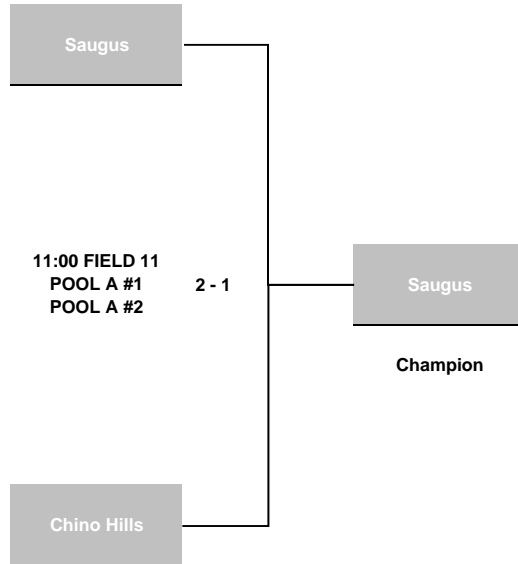 Saugus
11:00 FIELD 11
POOL A #1
POOL A #2
2 - 1
Saugus
Champion
Chino Hills